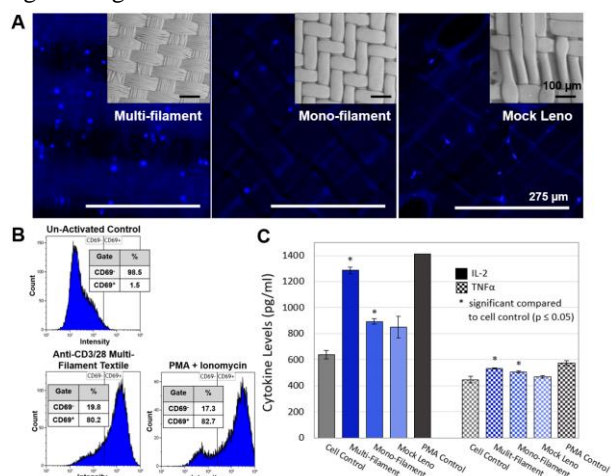 A
Multi-filament
Mono-filament
Mock Leno
100 µm
275 µm
B
Un-Activated Control
CD69- CD69+
Gate %
CD69- 98.5
CD69+ 1.5
Count
Intensity
Anti-CD3/28 Multi-
Filament Textile
CD69- CD69+
Gate %
CD69- 19.8
CD69+ 80.2
Count
Intensity
PMA + Ionomycin
CD69- CD69+
Gate %
CD69- 17.3
CD69+ 82.7
Count
Intensity
C
Cytokine Levels (pg/ml)
1400
1200
1000
800
600
400
200
0
IL-2
TNFα
* significant compared
to cell control (p ≤ 0.05)
*
*
*
*
Cell Control
Multi-Filament
Mono-Filament
Mock Leno
PMA Control
Cell Control
Mulit-Filament
Mono-Filament
Mock Leno
PMA Control